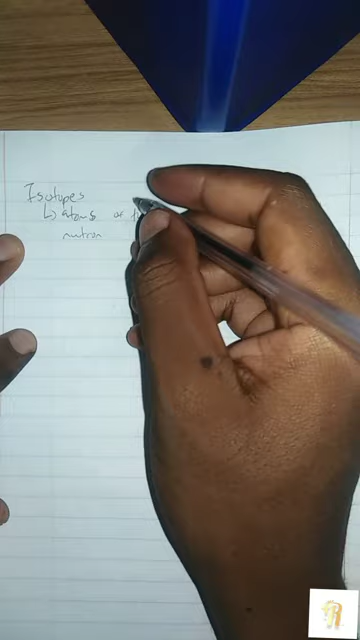 Isotopes
↳ atoms of
nutron